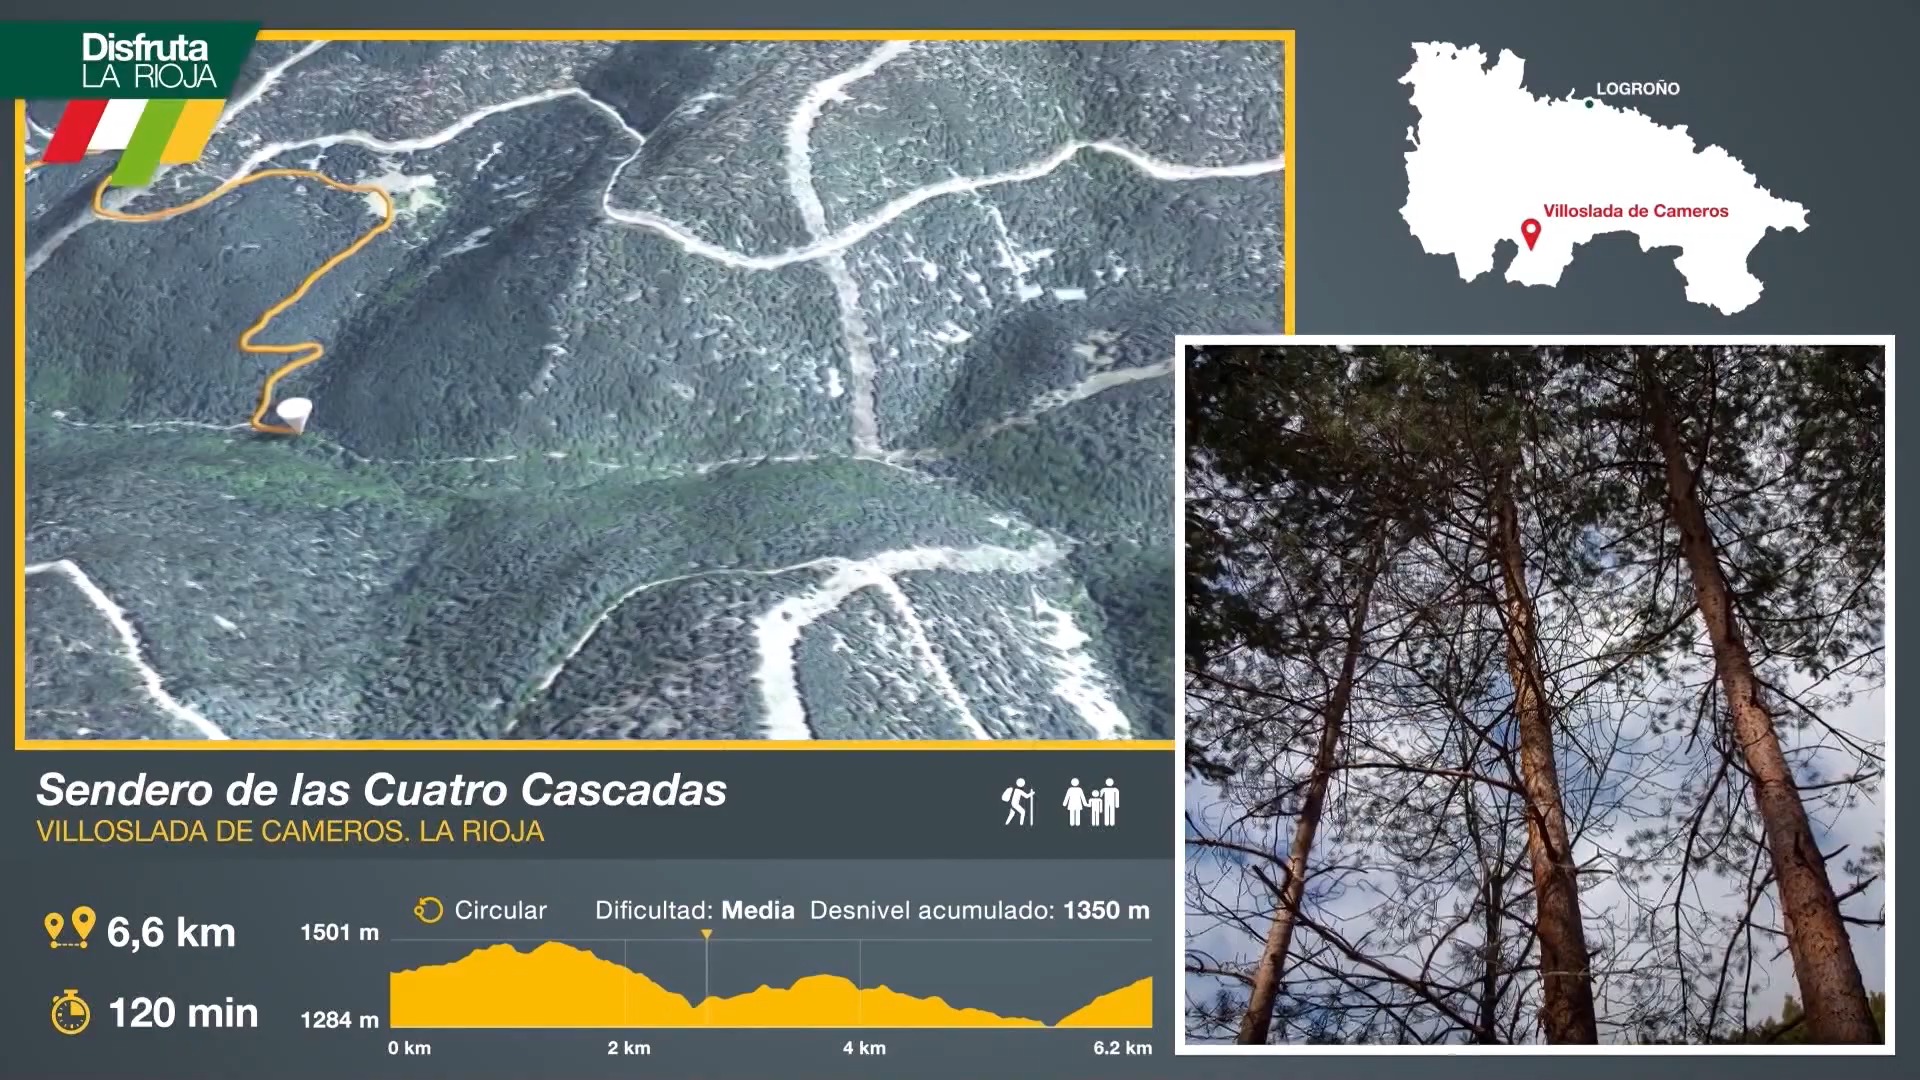 Disfruta
LA RIOJA
LOGROÑO
Villoslada de Cameros
Sendero de las Cuatro Cascadas
VILLOSLADA DE CAMEROS. LA RIOJA
6,6 km
120 min
Circular
Dificultad: Media
Desnivel acumulado: 1350 m
1501 m
1284 m
0 km
2 km
4 km
6.2 km